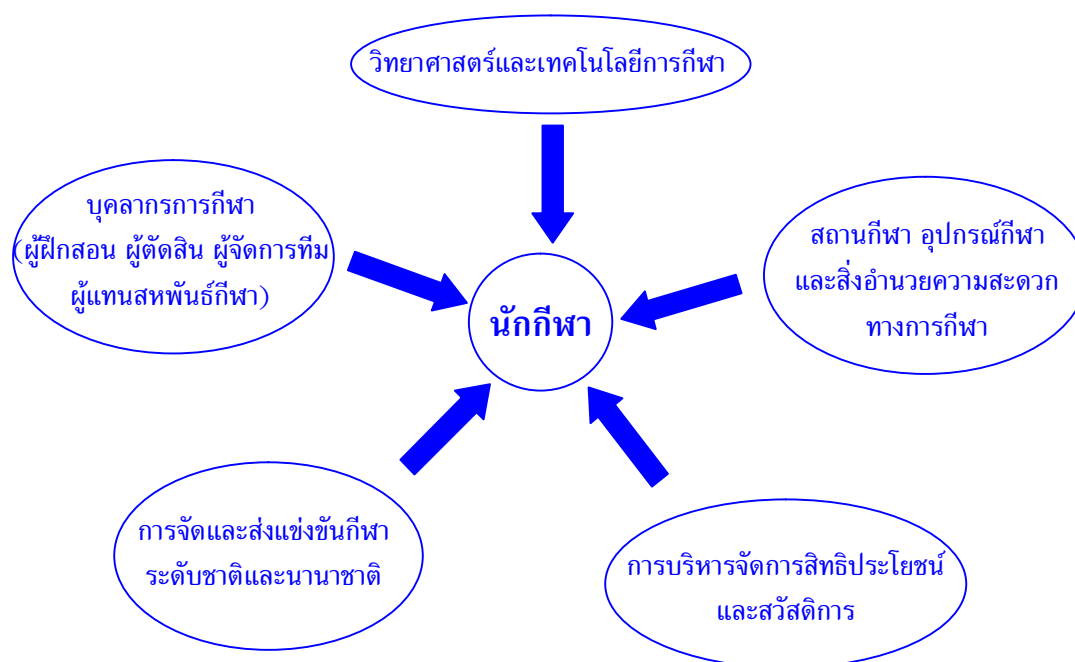 วิทยาศาสตร์และเทคโนโลยีการกีฬา
บุคลากรการกีฬา
(ผู้ฝึกสอน ผู้ตัดสิน ผู้จัดการทีม
ผู้แทนสหพันธ์กีฬา)
สถานกีฬา อุปกรณ์กีฬา
และสิ่งอำนวยความสะดวก
ทางการกีฬา
นักกีฬา
การจัดและส่งแข่งขันกีฬา
ระดับชาติและนานาชาติ
การบริหารจัดการสิทธิประโยชน์
และสวัสดิการ